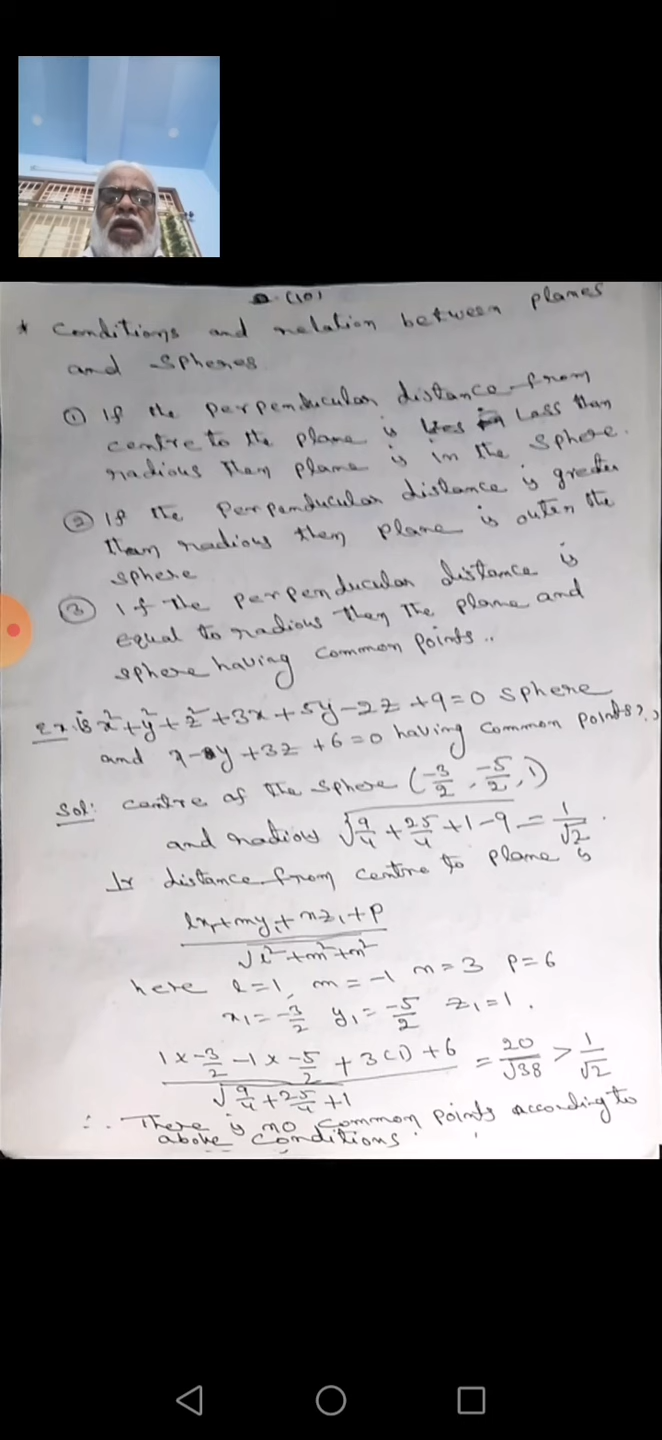 (10)
* Conditions and relation between planes
and spheres
① If the perpenducular distance from
centre to the plane is less than
radious then plane is in the sphere.
② If the perpenducular distance is greater
than radious then plane is outer the
sphere
③ If the perpenducular distance is
equal to radious then the plane and
sphere having common points..
Ex: is x²+y²+z²+3x+5y-2z+9=0 sphere
and x-y+3z+6=0 having common points?
Sol: centre of the sphere (-3/2, -5/2, 1)
and radious √(9/4+25/4+1-9) = 1/√2.
⊥r distance from centre to plane is
(lx₁+my₁+nz₁+p)/√(l²+m²+n²)
here l=1, m=-1 n=3 p=6
x₁=-3/2 y₁=-5/2 z₁=1.
(1×-3/2-1×-5/2+3(1)+6)/√(9/4+25/4+1) = 20/√38 > 1/√2
∴ There is no common points according to
above conditions.